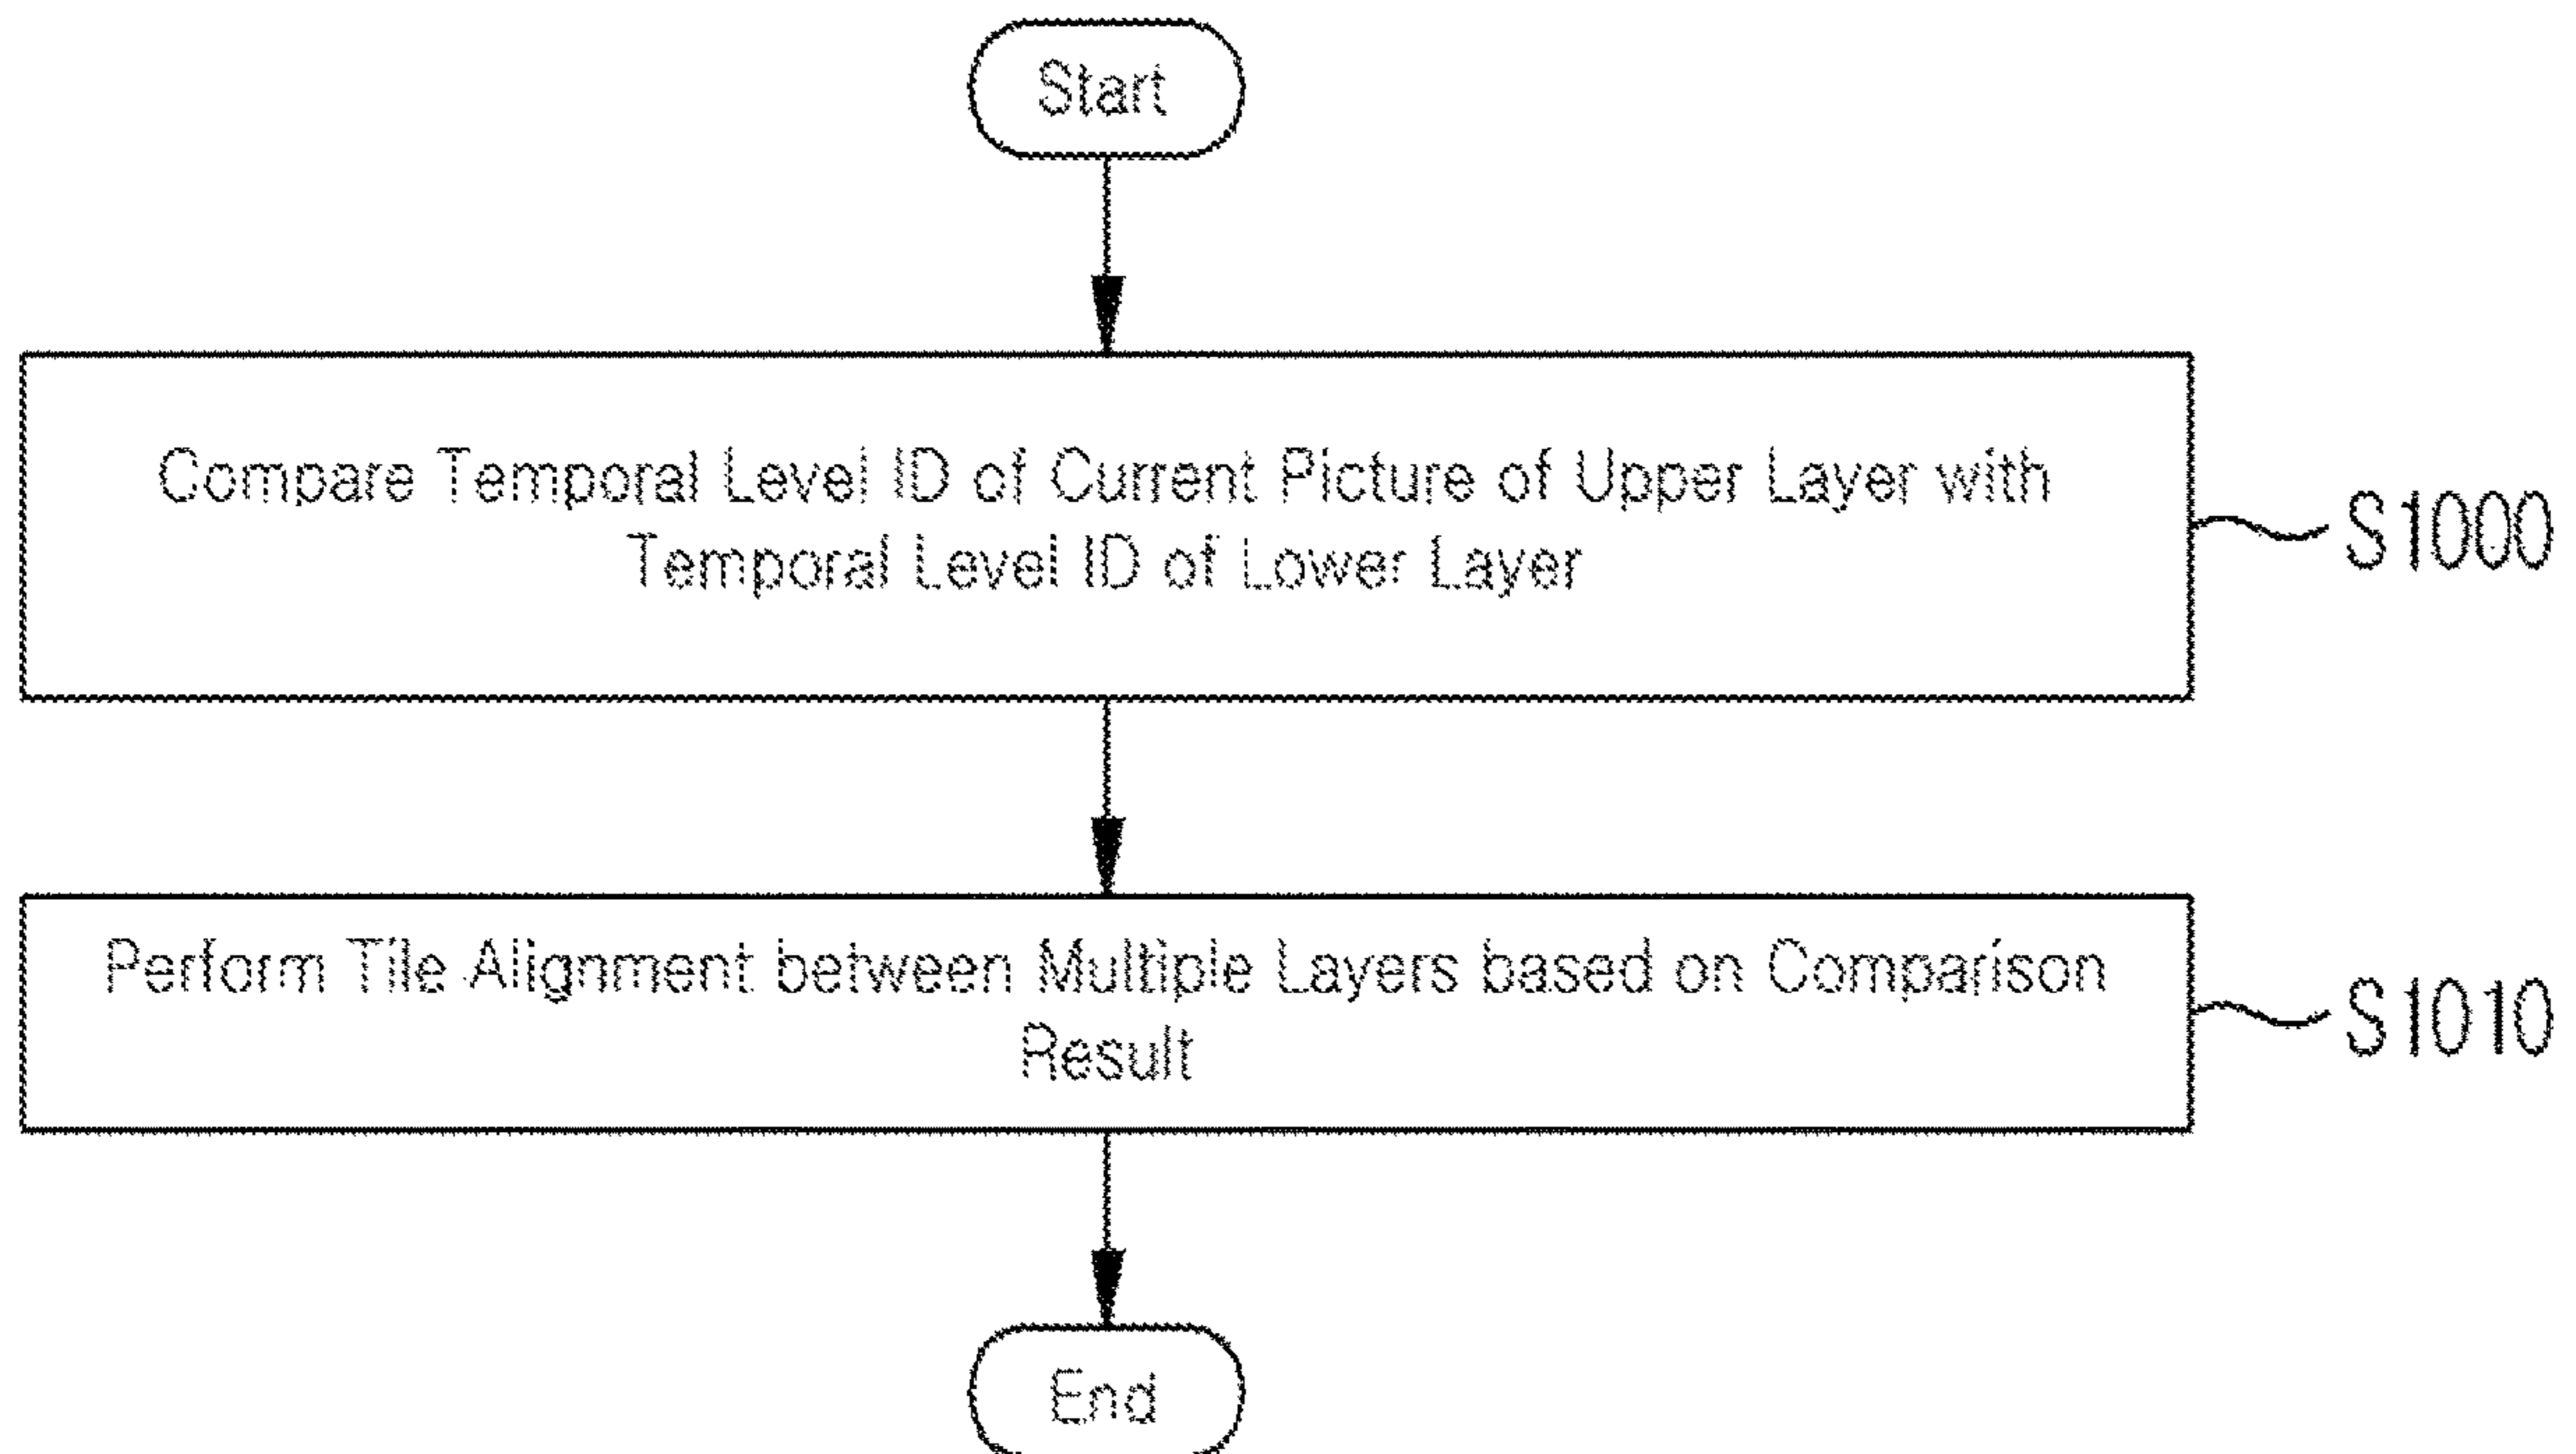 Start
Compare Temporal Level ID of Current Picture of Upper Layer with
Temporal Level ID of Lower Layer
S1000
Perform Tile Alignment between Multiple Layers based on Comparison
Result
S1010
End